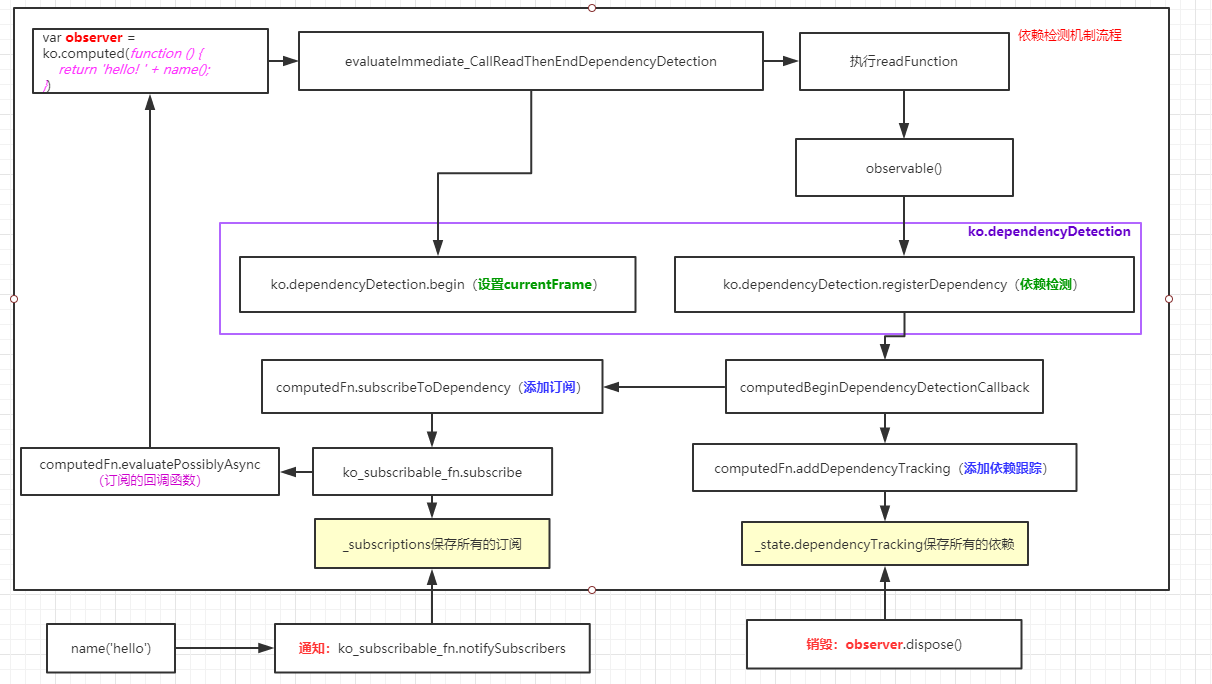 var observer =
ko.computed(function () {
return 'hello! ' + name();
})
evaluateImmediate_CallReadThenEndDependencyDetection
执行readFunction
依赖检测机制流程
observable()
ko.dependencyDetection
ko.dependencyDetection.begin（设置currentFrame）
ko.dependencyDetection.registerDependency（依赖检测）
computedFn.subscribeToDependency（添加订阅）
computedBeginDependencyDetectionCallback
computedFn.evaluatePossiblyAsync
(订阅的回调函数)
ko_subscribable_fn.subscribe
computedFn.addDependencyTracking（添加依赖跟踪）
_subscriptions保存所有的订阅
_state.dependencyTracking保存所有的依赖
name('hello')
通知：ko_subscribable_fn.notifySubscribers
销毁：observer.dispose()